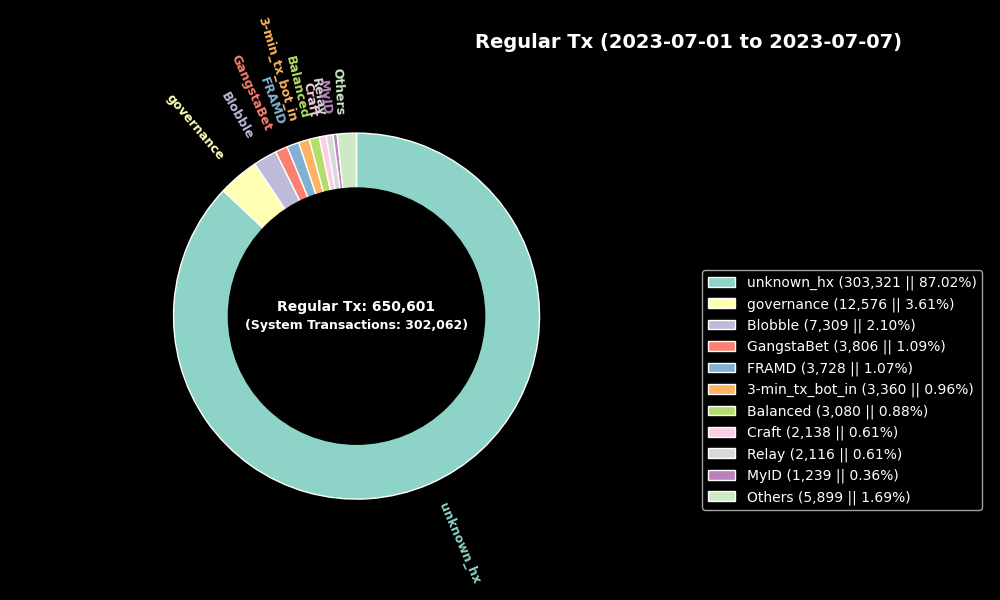 Regular Tx (2023-07-01 to 2023-07-07)
governance
Blobble
GangstaBet
FRAMD
3-min_tx_bot_in
Balanced
Craft
Relay
MyID
Others
Regular Tx: 650,601
(System Transactions: 302,062)
unknown_hx
unknown_hx (303,321 || 87.02%)
governance (12,576 || 3.61%)
Blobble (7,309 || 2.10%)
GangstaBet (3,806 || 1.09%)
FRAMD (3,728 || 1.07%)
3-min_tx_bot_in (3,360 || 0.96%)
Balanced (3,080 || 0.88%)
Craft (2,138 || 0.61%)
Relay (2,116 || 0.61%)
MyID (1,239 || 0.36%)
Others (5,899 || 1.69%)